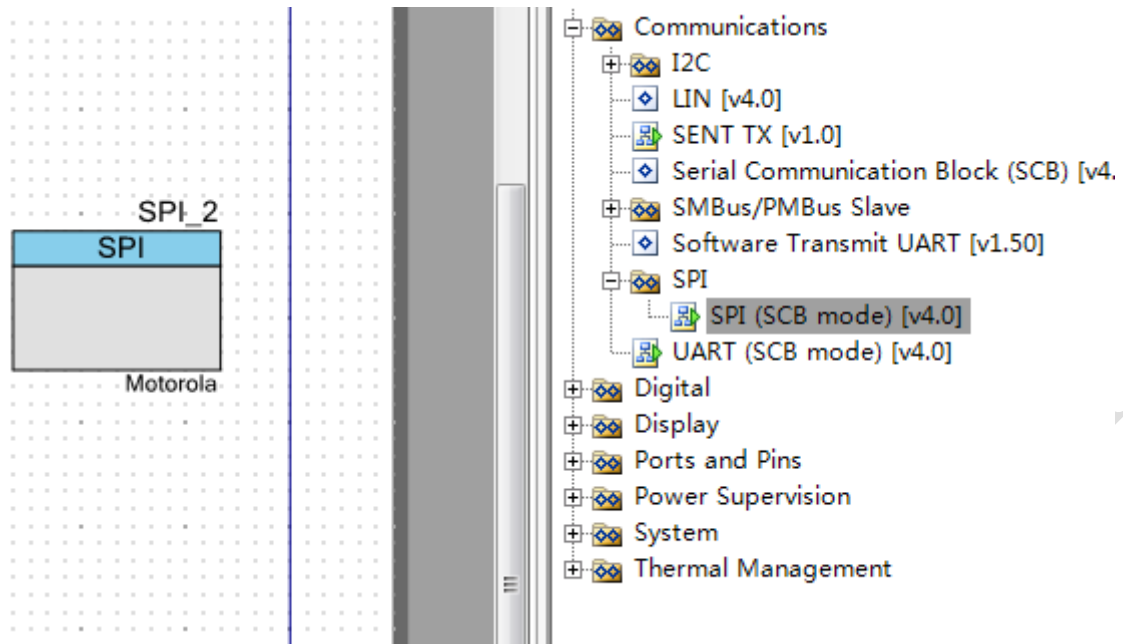 SPI_2
SPI
Motorola
Communications
I2C
LIN [v4.0]
SENT TX [v1.0]
Serial Communication Block (SCB) [v4.
SMBus/PMBus Slave
Software Transmit UART [v1.50]
SPI
SPI (SCB mode) [v4.0]
UART (SCB mode) [v4.0]
Digital
Display
Ports and Pins
Power Supervision
System
Thermal Management